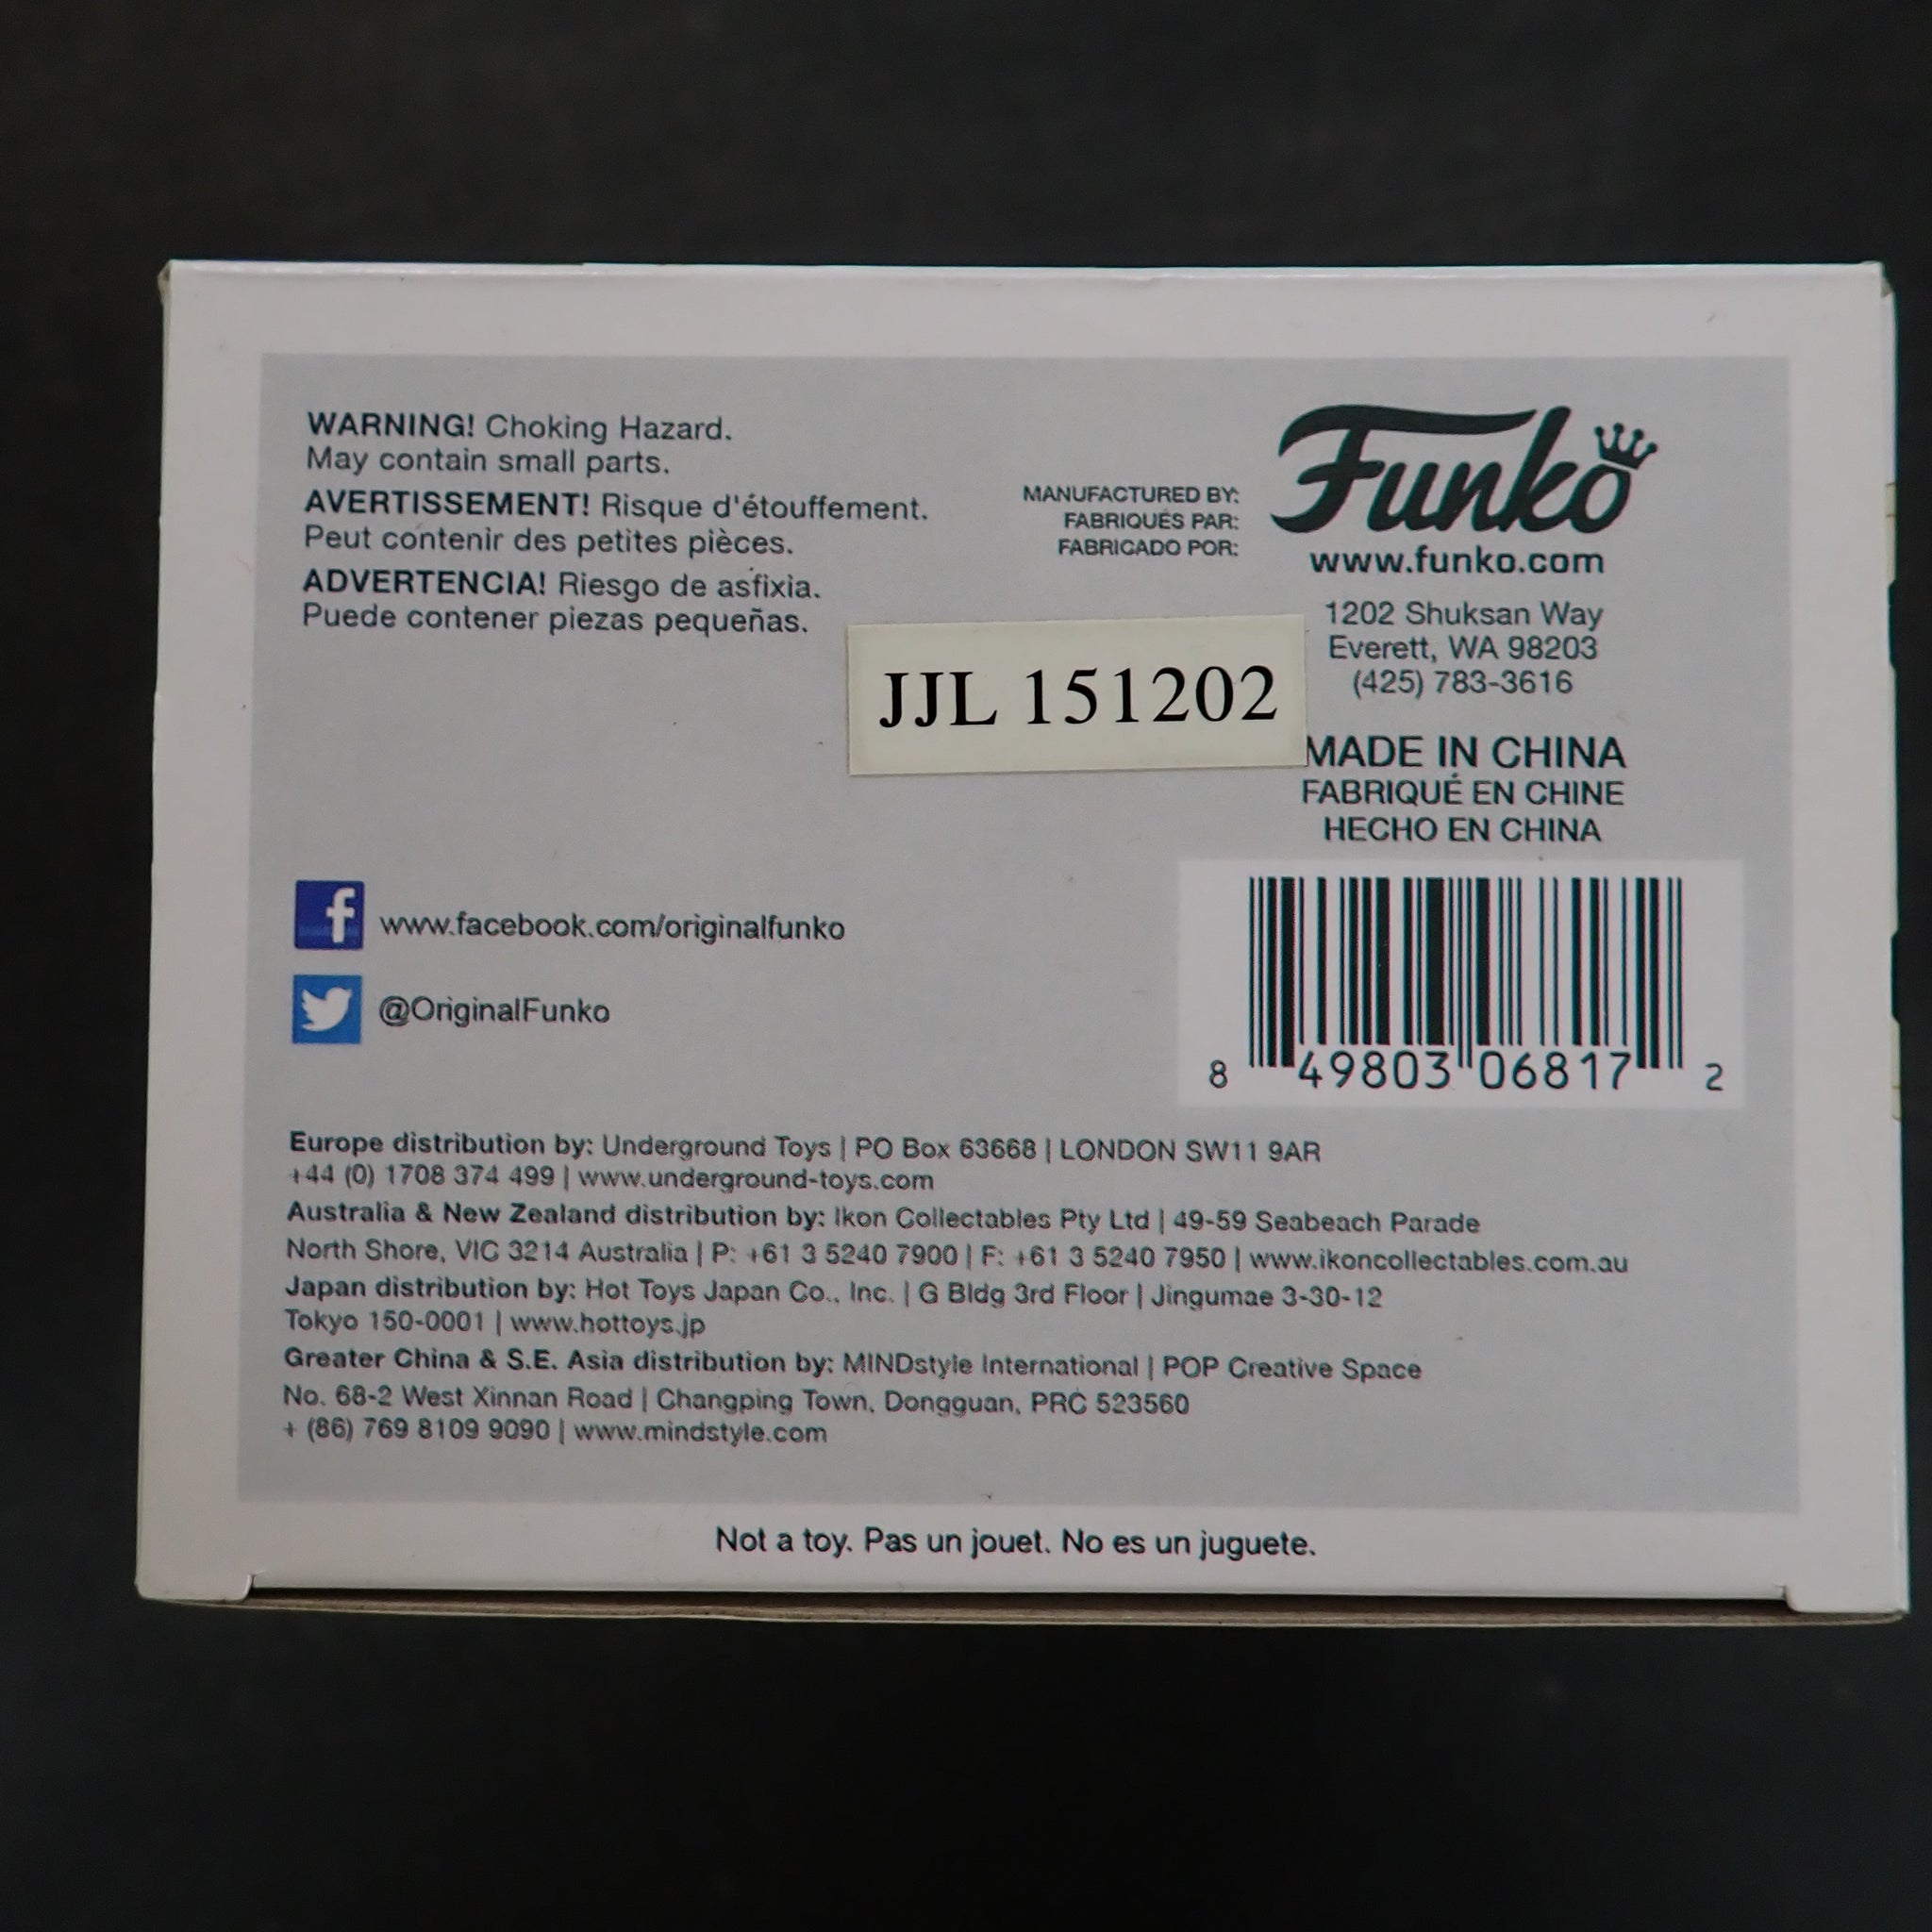 WARNING! Choking Hazard.
May contain small parts.
AVERTISSEMENT! Risque d'étouffement.
Peut contenir des petites pièces.
ADVERTENCIA! Riesgo de asfixia.
Puede contener piezas pequeñas.
MANUFACTURED BY:
FABRIQUÉS PAR:
FABRICADO POR:
Funko
www.funko.com
1202 Shuksan Way
Everett, WA 98203
(425) 783-3616
JJL 151202
MADE IN CHINA
FABRIQUÉ EN CHINE
HECHO EN CHINA
f www.facebook.com/originalfunko
@OriginalFunko
8 49803 06817 2
Europe distribution by: Underground Toys | PO Box 63668 | LONDON SW11 9AR
+44 (0) 1708 374 499 | www.underground-toys.com
Australia & New Zealand distribution by: Ikon Collectables Pty Ltd | 49-59 Seabeach Parade
North Shore, VIC 3214 Australia | P: +61 3 5240 7900 | F: +61 3 5240 7950 | www.ikoncollectables.com.au
Japan distribution by: Hot Toys Japan Co., Inc. | G Bldg 3rd Floor | Jingumae 3-30-12
Tokyo 150-0001 | www.hottoys.jp
Greater China & S.E. Asia distribution by: MINDstyle International | POP Creative Space
No. 68-2 West Xinnan Road | Changping Town, Dongguan, PRC 523560
+ (86) 769 8109 9090 | www.mindstyle.com
Not a toy. Pas un jouet. No es un juguete.